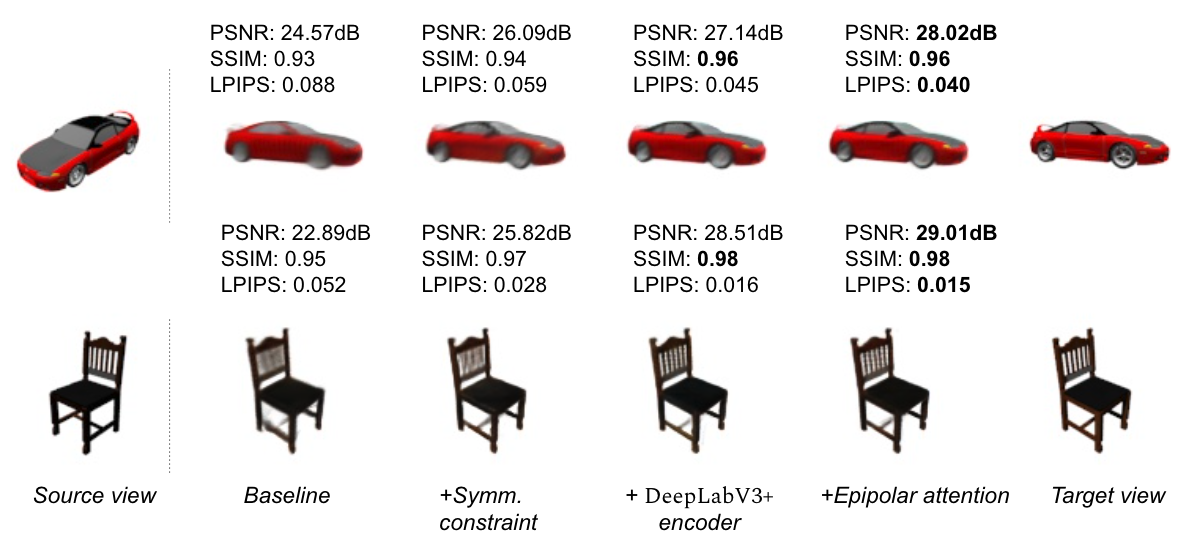 PSNR: 24.57dB
SSIM: 0.93
LPIPS: 0.088
PSNR: 26.09dB
SSIM: 0.94
LPIPS: 0.059
PSNR: 27.14dB
SSIM: 0.96
LPIPS: 0.045
PSNR: 28.02dB
SSIM: 0.96
LPIPS: 0.040
PSNR: 22.89dB
SSIM: 0.95
LPIPS: 0.052
PSNR: 25.82dB
SSIM: 0.97
LPIPS: 0.028
PSNR: 28.51dB
SSIM: 0.98
LPIPS: 0.016
PSNR: 29.01dB
SSIM: 0.98
LPIPS: 0.015
Source view
Baseline
+Symm.
constraint
+ DeepLabV3+
encoder
+Epipolar attention
Target view